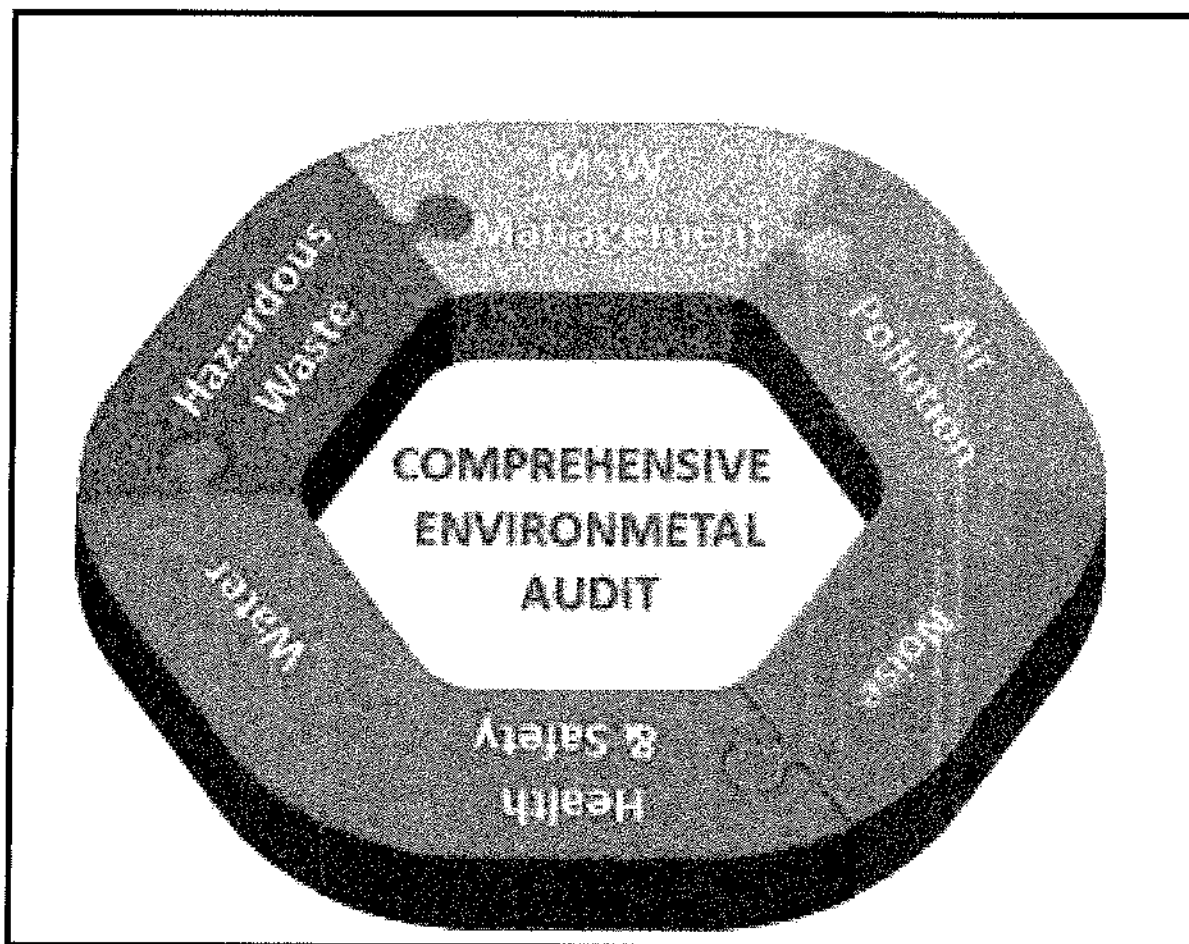 MSW
Management
Air
Pollution
Noise
Health
& Safety
Water
Hazardous
Waste
COMPREHENSIVE
ENVIRONMETAL
AUDIT